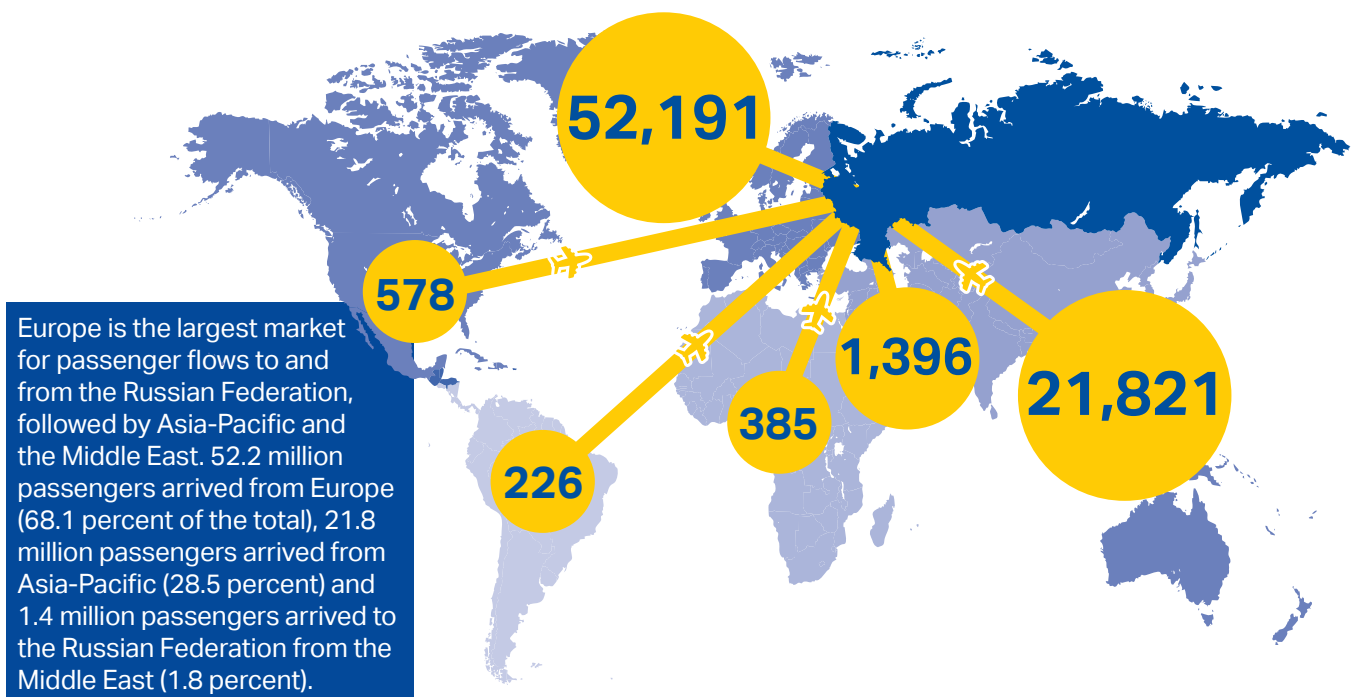 52,191
578
1,396
21,821
385
226
Europe is the largest market
for passenger flows to and
from the Russian Federation,
followed by Asia-Pacific and
the Middle East. 52.2 million
passengers arrived from Europe
(68.1 percent of the total), 21.8
million passengers arrived from
Asia-Pacific (28.5 percent) and
1.4 million passengers arrived to
the Russian Federation from the
Middle East (1.8 percent).